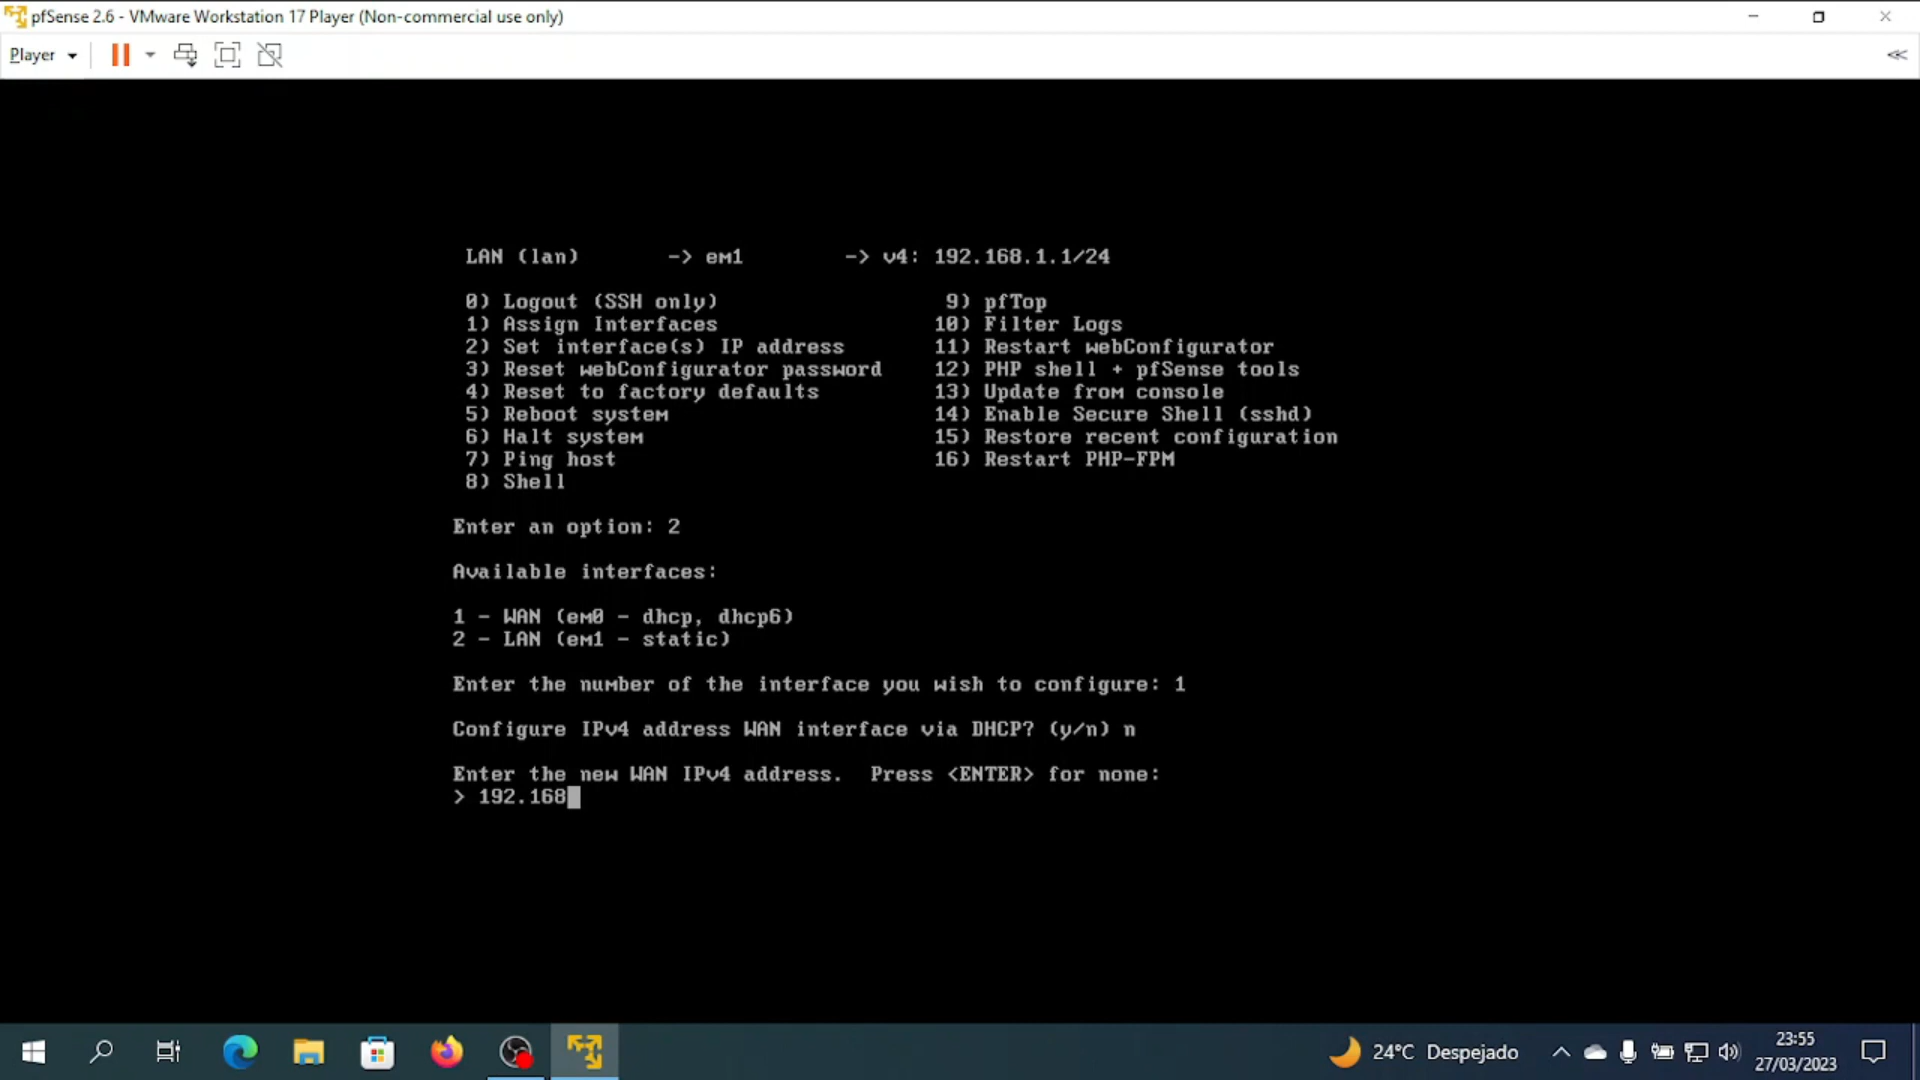 pfSense 2.6 - VMware Workstation 17 Player (Non-commercial use only)
Player
LAN (lan) -> em1 -> v4: 192.168.1.1/24
0) Logout (SSH only) 9) pfTop
1) Assign Interfaces 10) Filter Logs
2) Set interface(s) IP address 11) Restart webConfigurator
3) Reset webConfigurator password 12) PHP shell + pfSense tools
4) Reset to factory defaults 13) Update from console
5) Reboot system 14) Enable Secure Shell (sshd)
6) Halt system 15) Restore recent configuration
7) Ping host 16) Restart PHP-FPM
8) Shell
Enter an option: 2
Available interfaces:
1 - WAN (em0 - dhcp, dhcp6)
2 - LAN (em1 - static)
Enter the number of the interface you wish to configure: 1
Configure IPv4 address WAN interface via DHCP? (y/n) n
Enter the new WAN IPv4 address.  Press <ENTER> for none:
> 192.168
24°C Despejado
23:55
27/03/2023